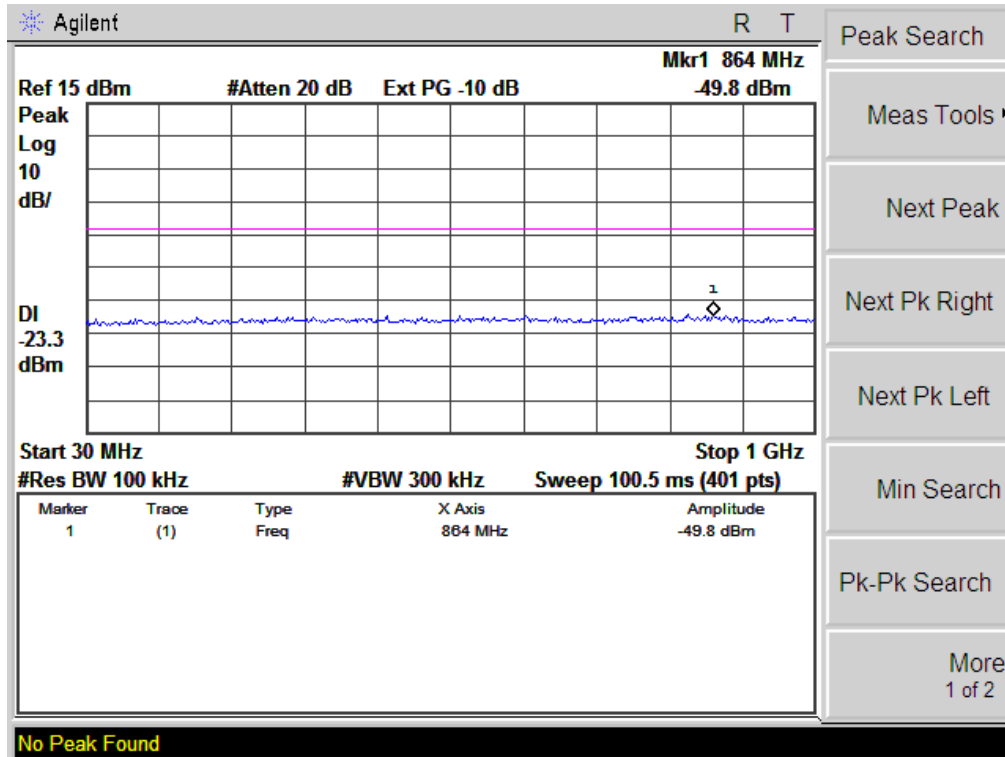 Agilent R T
Mkr1 864 MHz
Ref 15 dBm #Atten 20 dB Ext PG -10 dB -49.8 dBm
Peak
Log
10
dB/
1
DI
-23.3
dBm
Start 30 MHz Stop 1 GHz
#Res BW 100 kHz #VBW 300 kHz Sweep 100.5 ms (401 pts)
Marker Trace Type X Axis Amplitude
1 (1) Freq 864 MHz -49.8 dBm
No Peak Found
Peak Search
Meas Tools
Next Peak
Next Pk Right
Next Pk Left
Min Search
Pk-Pk Search
More
1 of 2